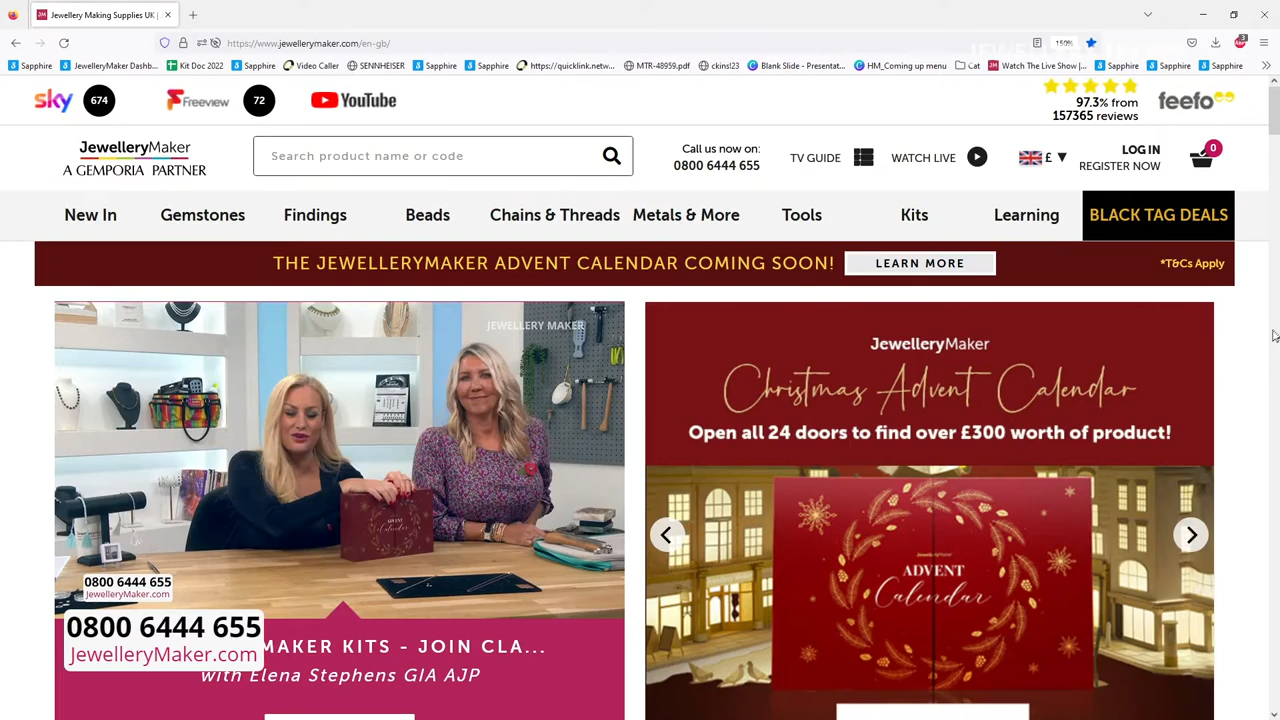 Jewellery Making Supplies UK |
https://www.jewellerymaker.com/en-gb/
150%
Sapphire
JewelleryMaker Dashb...
Kit Doc 2022
Sapphire
Video Caller
SENNHEISER
Sapphire
Sapphire
https://quicklink.netw...
MTR-48959.pdf
ckins123
Blank Slide - Presentat...
HM_Coming up menu
Cat
Watch The Live Show |...
Sapphire
Sapphire
Sapphire
sky 674
Freeview 72
YouTube
97.3% from
157365 reviews
feefo
JewelleryMaker
A GEMPORIA PARTNER
Search product name or code
Call us now on:
0800 6444 655
TV GUIDE
WATCH LIVE
£
LOG IN
REGISTER NOW
0
New In
Gemstones
Findings
Beads
Chains & Threads
Metals & More
Tools
Kits
Learning
BLACK TAG DEALS
THE JEWELLERYMAKER ADVENT CALENDAR COMING SOON!
LEARN MORE
*T&Cs Apply
JEWELLERY MAKER
ADVENT
Calendar
0800 6444 655
JewelleryMaker.com
0800 6444 655
JewelleryMaker.com
MAKER KITS - JOIN CLA...
with Elena Stephens GIA AJP
JewelleryMaker
Christmas Advent Calendar
Open all 24 doors to find over £300 worth of product!
JewelleryMaker
ADVENT
Calendar